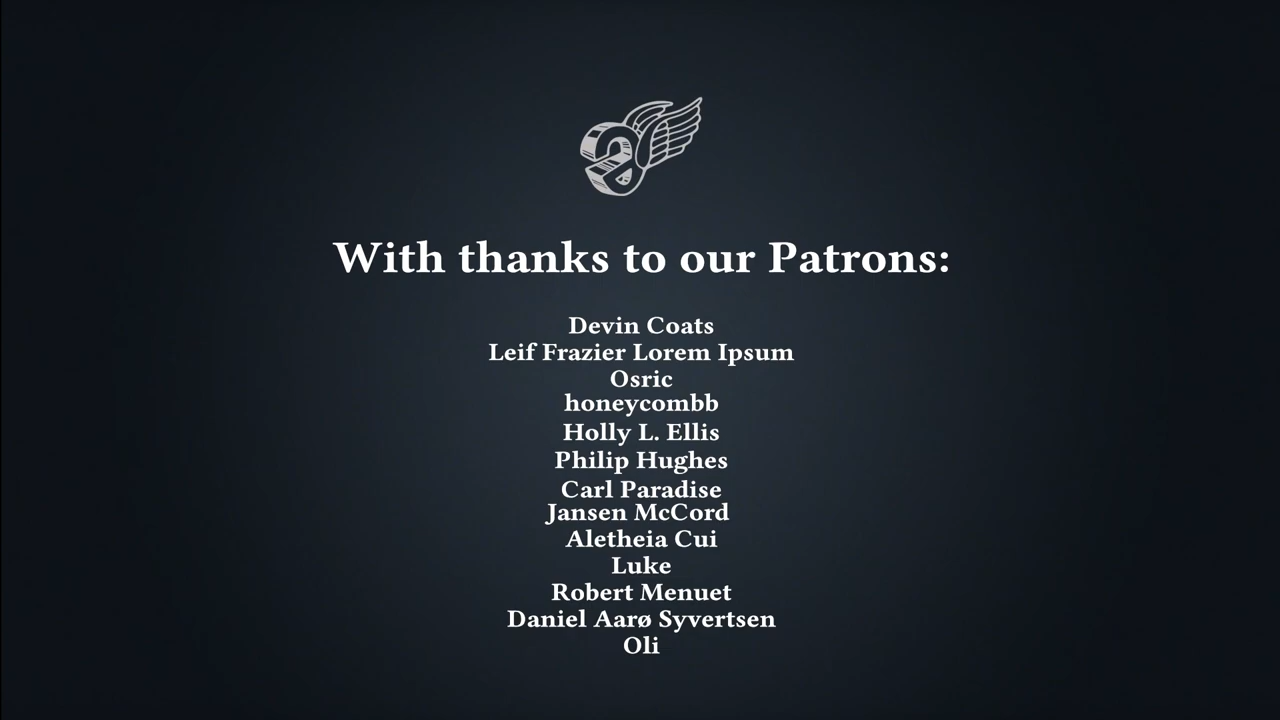 With thanks to our Patrons:
Devin Coats
Leif Frazier Lorem Ipsum
Osric
honeycombb
Holly L. Ellis
Philip Hughes
Carl Paradise
Jansen McCord
Aletheia Cui
Luke
Robert Menuet
Daniel Aarø Syvertsen
Oli